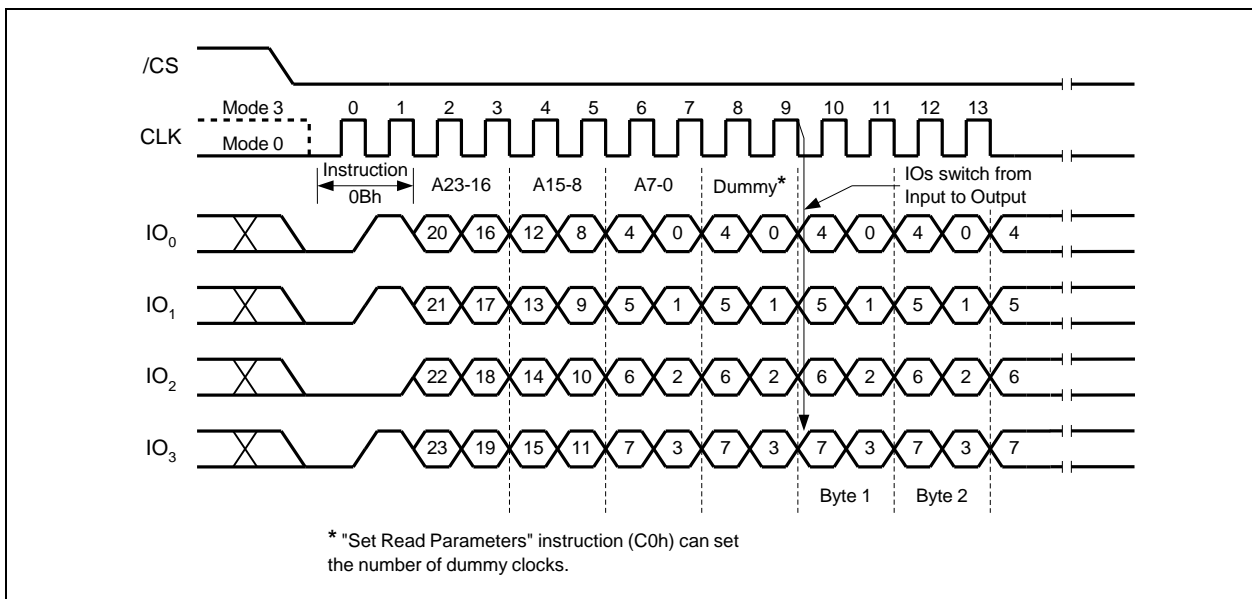 /CS
Mode 3 0 1 2 3 4 5 6 7 8 9 10 11 12 13
CLK
Mode 0
Instruction
0Bh
A23-16 A15-8 A7-0 Dummy*
IOs switch from
Input to Output
IO0 20 16 12 8 4 0 4 0 4 0 4 0 4
IO1 21 17 13 9 5 1 5 1 5 1 5 1 5
IO2 22 18 14 10 6 2 6 2 6 2 6 2 6
IO3 23 19 15 11 7 3 7 3 7 3 7 3 7
Byte 1 Byte 2
* "Set Read Parameters" instruction (C0h) can set
the number of dummy clocks.